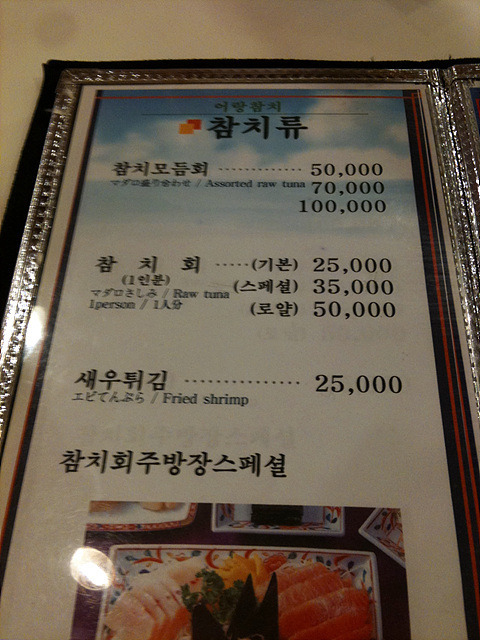 어랑참치
참치류
참치모듬회 ············· 50,000
マグロ盛り合わせ / Assorted raw tuna 70,000
100,000
참 치 회 ·····(기본) 25,000
(1인분) (스페셜) 35,000
マグロさしみ / Raw tuna
1person / 1人分 (로얄) 50,000
새우튀김 ··············· 25,000
エビてんぷら / Fried shrimp
참치회주방장스페셜